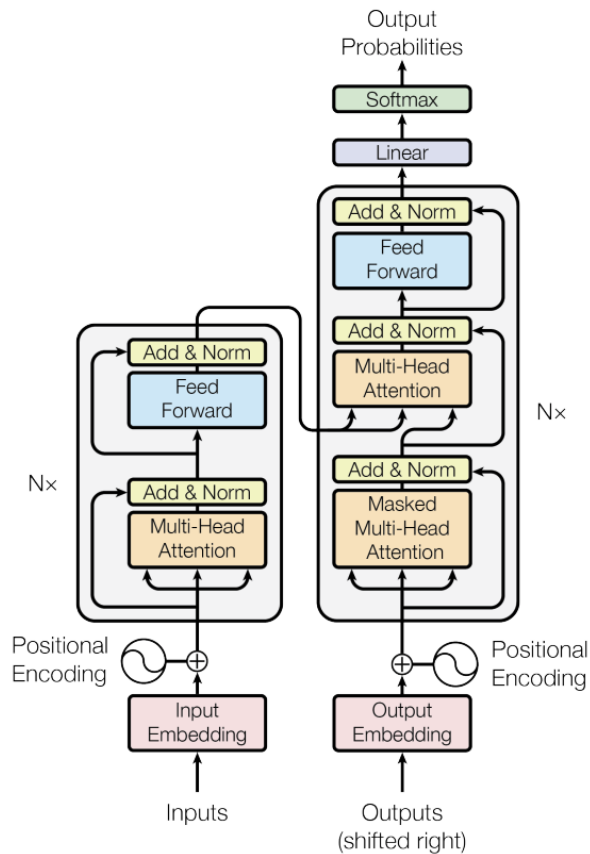 Output
Probabilities
Softmax
Linear
Add & Norm
Feed
Forward
Add & Norm
Multi-Head
Attention
Add & Norm
Feed
Forward
N×
Add & Norm
Masked
Multi-Head
Attention
N×
Add & Norm
Multi-Head
Attention
Positional
Encoding
Positional
Encoding
Input
Embedding
Output
Embedding
Inputs
Outputs
(shifted right)